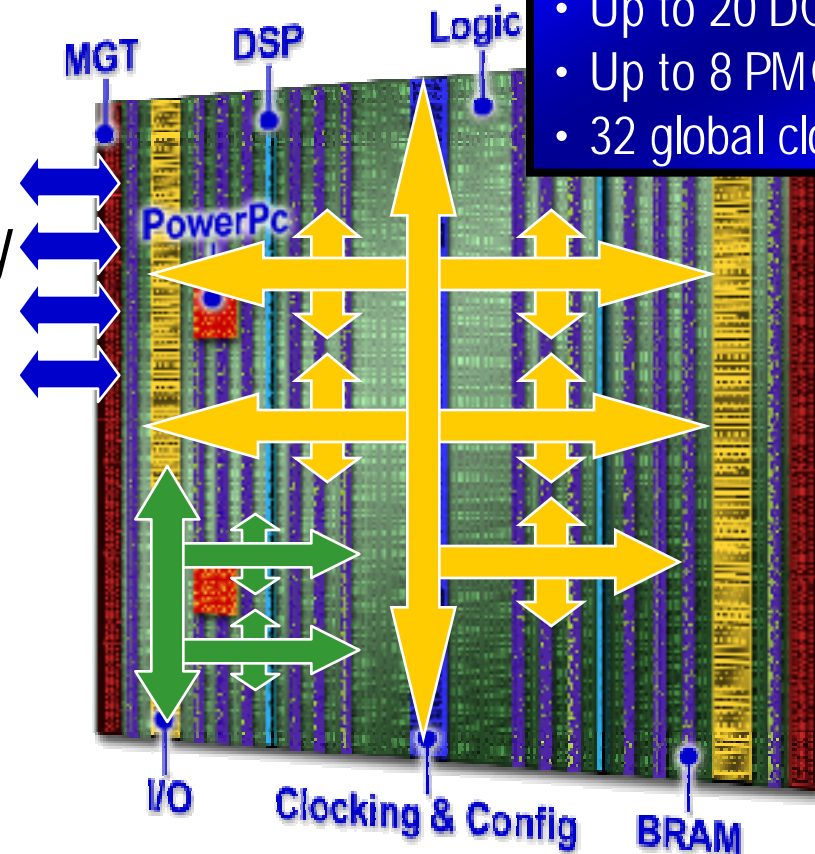 MGT
DSP
Logic
• Up to 20
• Up to 8
• 32 global
PowerPc
I/O
Clocking & Config
BRAM